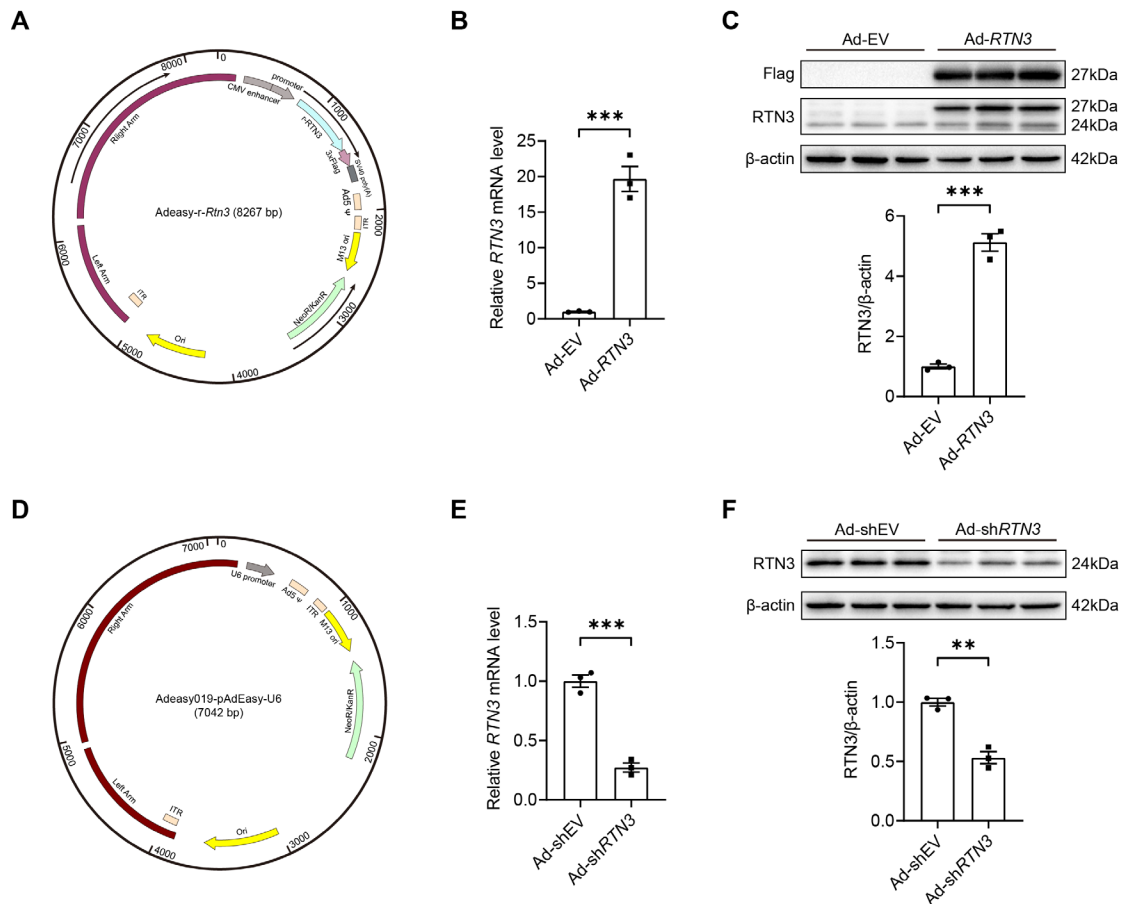 A
0
1000
2000
3000
4000
5000
6000
7000
8000
CMV enhancer
promoter
r-RTN3
3xFlag
SV40 poly(A)
Ad5 Ψ
ITR
M13 ori
NeoR/KanR
Ori
ITR
Left Arm
Riight Arm
Adeasy-r-Rtn3 (8267 bp)
B
Relative RTN3 mRNA level
25
20
15
10
5
0
***
Ad-EV
Ad-RTN3
C
Ad-EV
Ad-RTN3
Flag
27kDa
RTN3
27kDa
24kDa
β-actin
42kDa
RTN3/β-actin
6
4
2
0
***
Ad-EV
Ad-RTN3
D
0
1000
2000
3000
4000
5000
6000
7000
U6 promoter
Ad5 Ψ
ITR
M13 ori
NeoR/KanR
Ori
ITR
Left Arm
Right Arm
Adeasy019-pAdEasy-U6
(7042 bp)
E
Relative RTN3 mRNA level
1.5
1.0
0.5
0.0
***
Ad-shEV
Ad-shRTN3
F
Ad-shEV
Ad-shRTN3
RTN3
24kDa
β-actin
42kDa
RTN3/β-actin
1.5
1.0
0.5
0.0
**
Ad-shEV
Ad-shRTN3